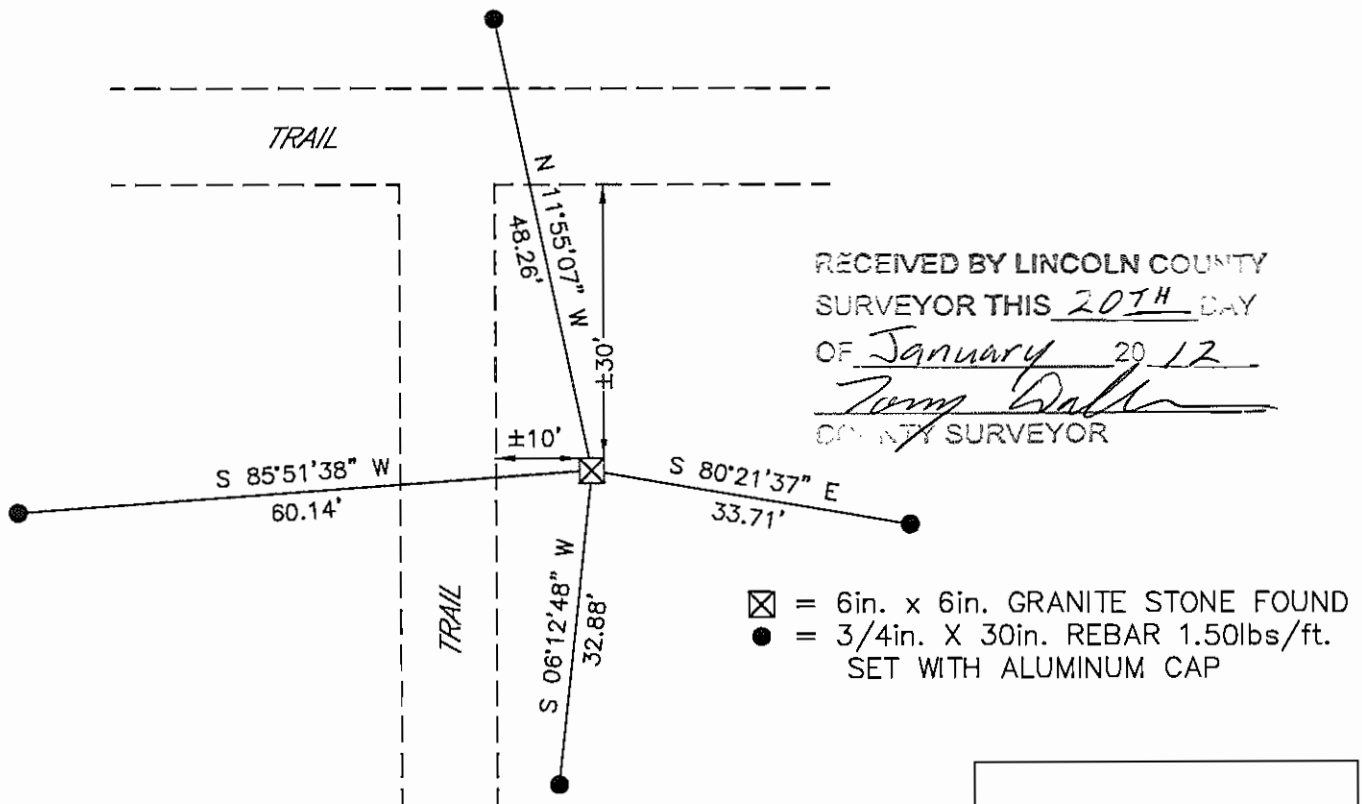 TRAIL
N 11°55'07" W
48.26'
±30'
RECEIVED BY LINCOLN COUNTY
SURVEYOR THIS 20TH DAY
OF January 20 12
COUNTY SURVEYOR
±10'
S 85°51'38" W
60.14'
S 80°21'37" E
33.71'
S 06°12'48" W
32.88'
TRAIL
= 6in. x 6in. GRANITE STONE FOUND
= 3/4in. X 30in. REBAR 1.50lbs/ft.
SET WITH ALUMINUM CAP